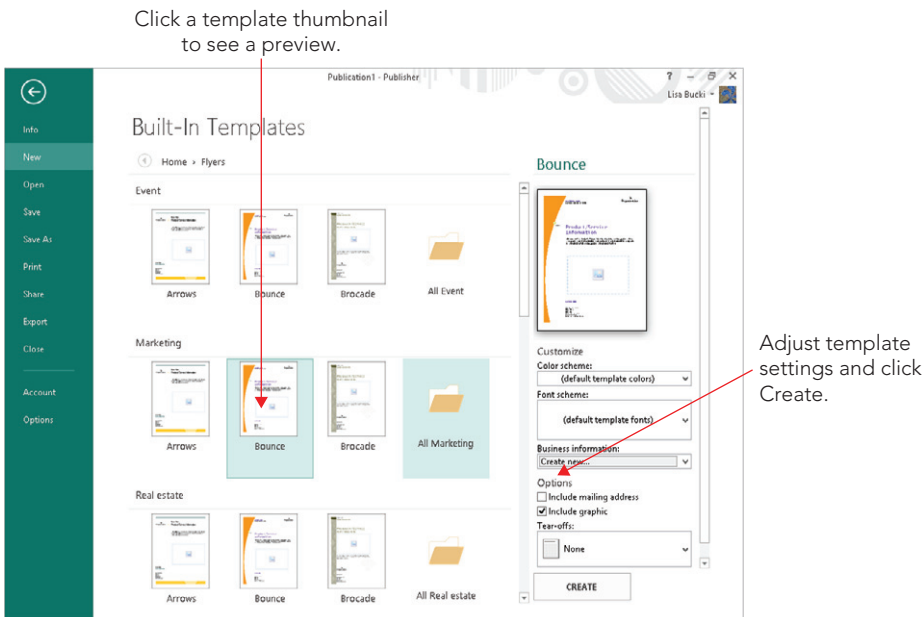 Click a template thumbnail
to see a preview.
Publication1 - Publisher
?
Lisa Bucki
Info
New
Open
Save
Save As
Print
Share
Export
Close
Account
Options
Built-In Templates
Home › Flyers
Event
Arrows
Bounce
Brocade
All Event
Marketing
Arrows
Bounce
Brocade
All Marketing
Real estate
Arrows
Bounce
Brocade
All Real estate
Bounce
Product/Service
Information
Customize
Color scheme:
(default template colors)
Font scheme:
(default template fonts)
Business information:
Create new...
Options
Include mailing address
Include graphic
Tear-offs:
None
CREATE
Adjust template
settings and click
Create.